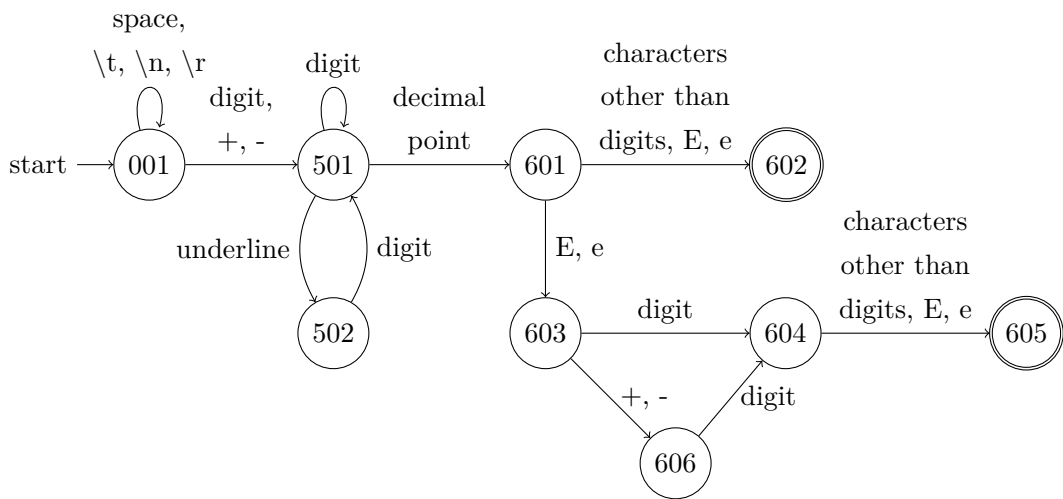 space,
\t, \n, \r
digit,
+, -
digit
decimal
point
characters
other than
digits, E, e
start
001
501
601
602
underline
digit
E, e
characters
other than
digits, E, e
502
603
digit
604
605
+, -
digit
606